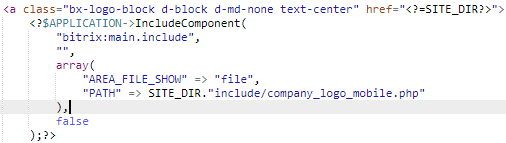 <a class="bx-logo-block d-block d-md-none text-center" href="<?=SITE_DIR?>">
<?$APPLICATION->IncludeComponent(
"bitrix:main.include",
"",
array(
"AREA_FILE_SHOW" => "file",
"PATH" => SITE_DIR."include/company_logo_mobile.php"
),
false
);?>